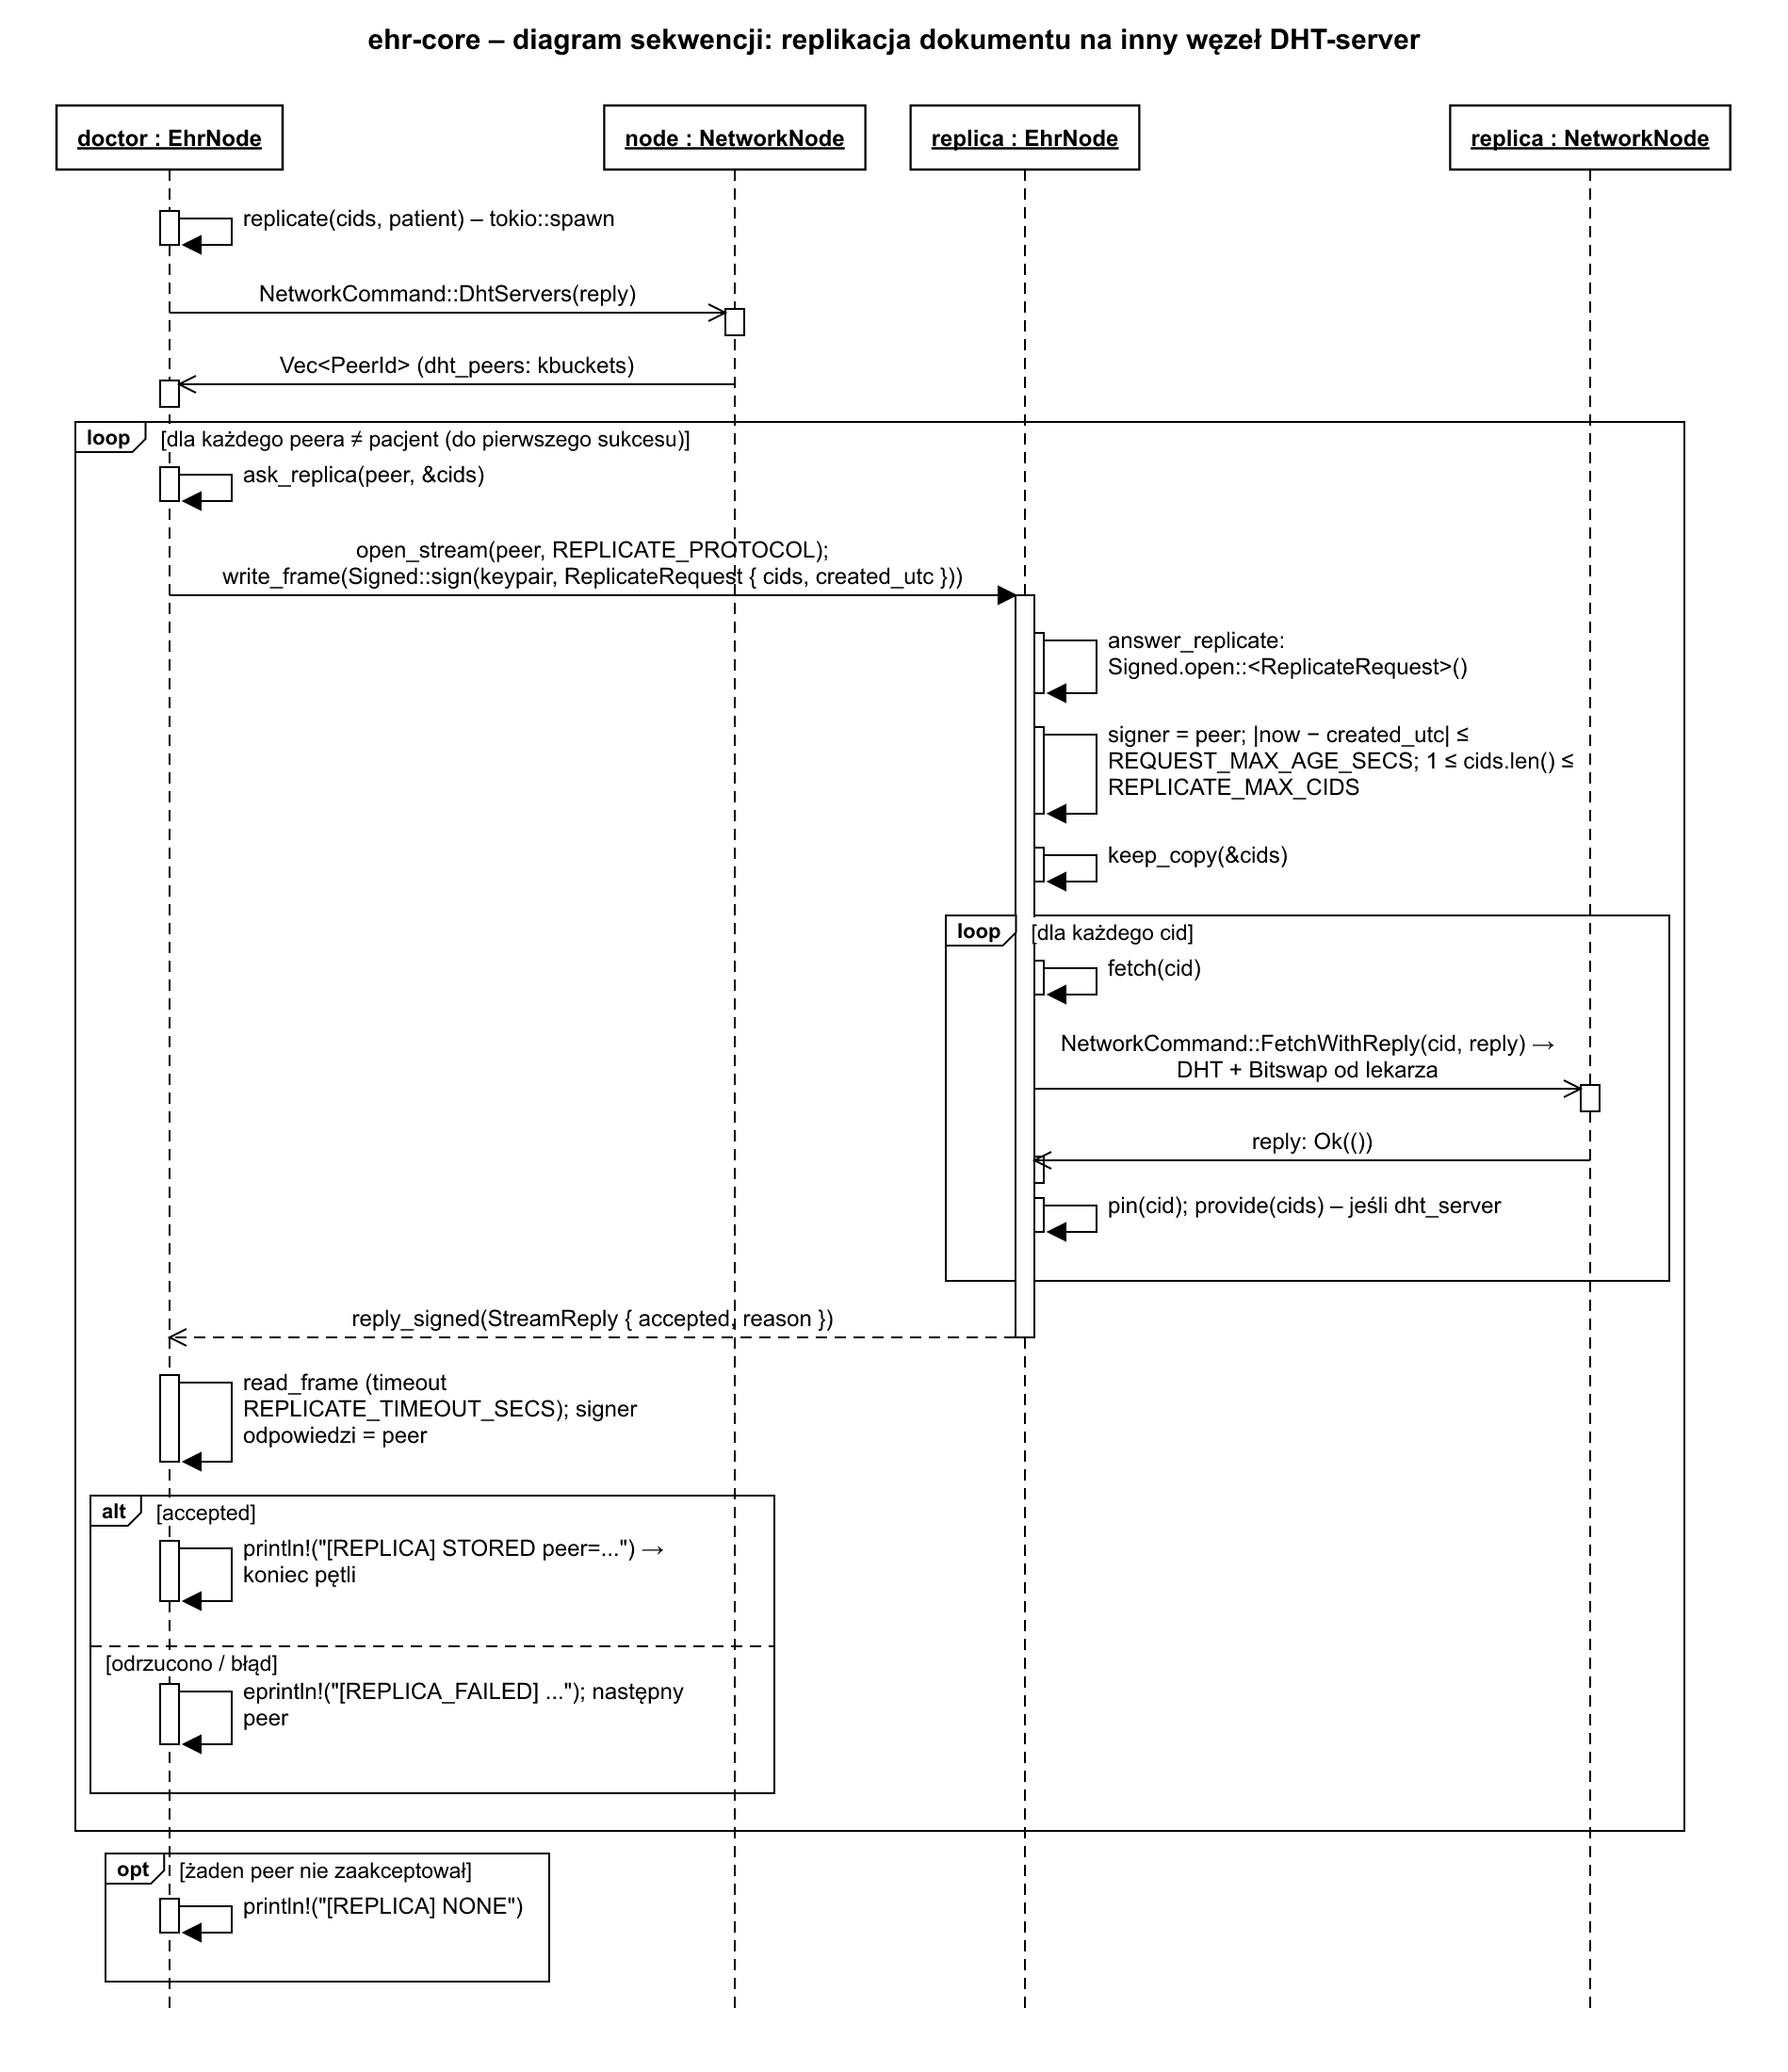 ehr-core – diagram sekwencji: replikacja dokumentu na inny węzeł DHT-server
doctor : EhrNode
node : NetworkNode
replica : EhrNode
replica : NetworkNode
replicate(cids, patient) – tokio::spawn
NetworkCommand::DhtServers(reply)
Vec<PeerId> (dht_peers: kbuckets)
loop
[dla każdego peera ≠ pacjent (do pierwszego sukcesu)]
ask_replica(peer, &cids)
open_stream(peer, REPLICATE_PROTOCOL);
write_frame(Signed::sign(keypair, ReplicateRequest { cids, created_utc }))
answer_replicate:
Signed.open::<ReplicateRequest>()
signer = peer; |now − created_utc| ≤
REQUEST_MAX_AGE_SECS; 1 ≤ cids.len() ≤
REPLICATE_MAX_CIDS
keep_copy(&cids)
loop
[dla każdego cid]
fetch(cid)
NetworkCommand::FetchWithReply(cid, reply) →
DHT + Bitswap od lekarza
reply: Ok(())
pin(cid); provide(cids) – jeśli dht_server
reply_signed(StreamReply { accepted, reason })
read_frame (timeout
REPLICATE_TIMEOUT_SECS); signer
odpowiedzi = peer
alt
[accepted]
println!("[REPLICA] STORED peer=...") →
koniec pętli
[odrzucono / błąd]
eprintln!("[REPLICA_FAILED] ..."); następny
peer
opt
[żaden peer nie zaakceptował]
println!("[REPLICA] NONE")